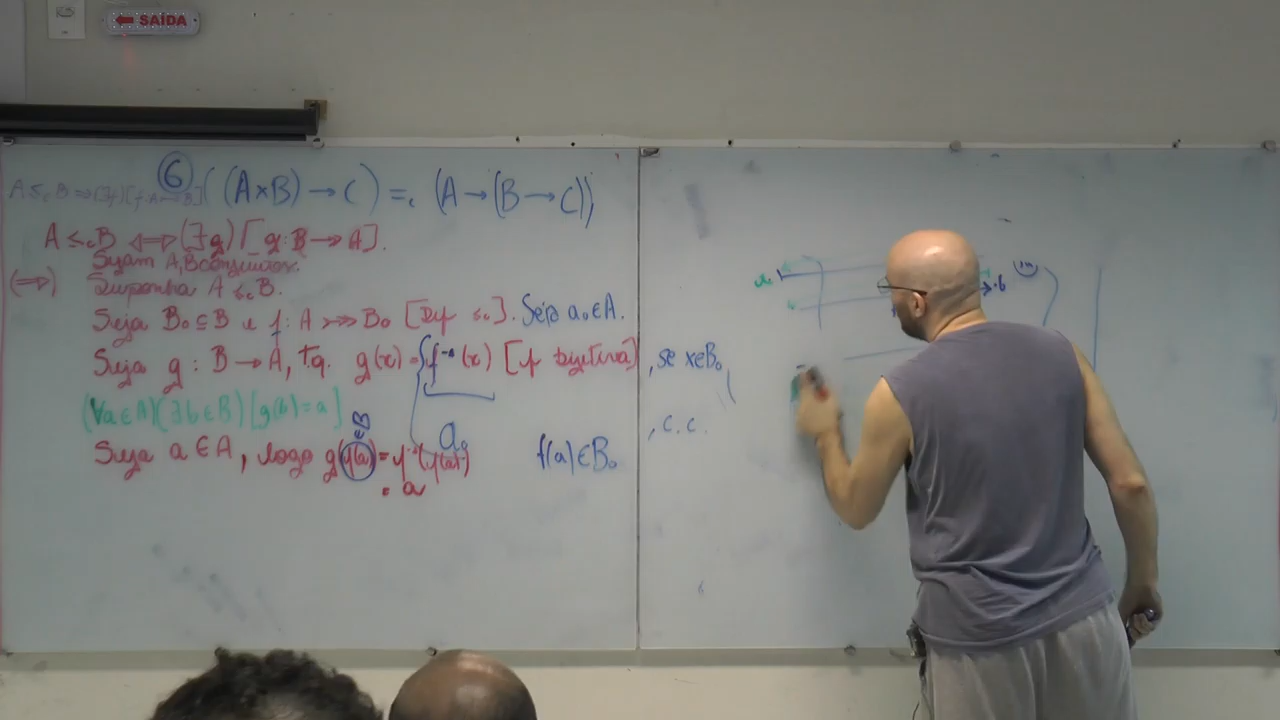 SAÍDA
A ≤c B ⇒ (∃f)[f: A ↣ B]
⑥ ((A×B) → C) =c (A → (B → C))
A ≤c B ⇔ (∃g)[g: B ↠ A].
Sejam A, B conjuntos.
(⇒) Suponha A ≤c B.
Seja B₀ ⊆ B e f: A ⤖ B₀ [Def ≤c]. Seja a₀ ∈ A.
Seja g: B → A, t.q. g(x) = { f⁻¹(x) [f bijetiva], se x∈B₀
a₀ , c.c.
(∀a∈A)(∃b∈B)[g(b)=a]
∈B
Seja a ∈ A, logo g(f(a)) = f⁻¹(f(a)) f(a) ∈ B₀
= a
a₀
b